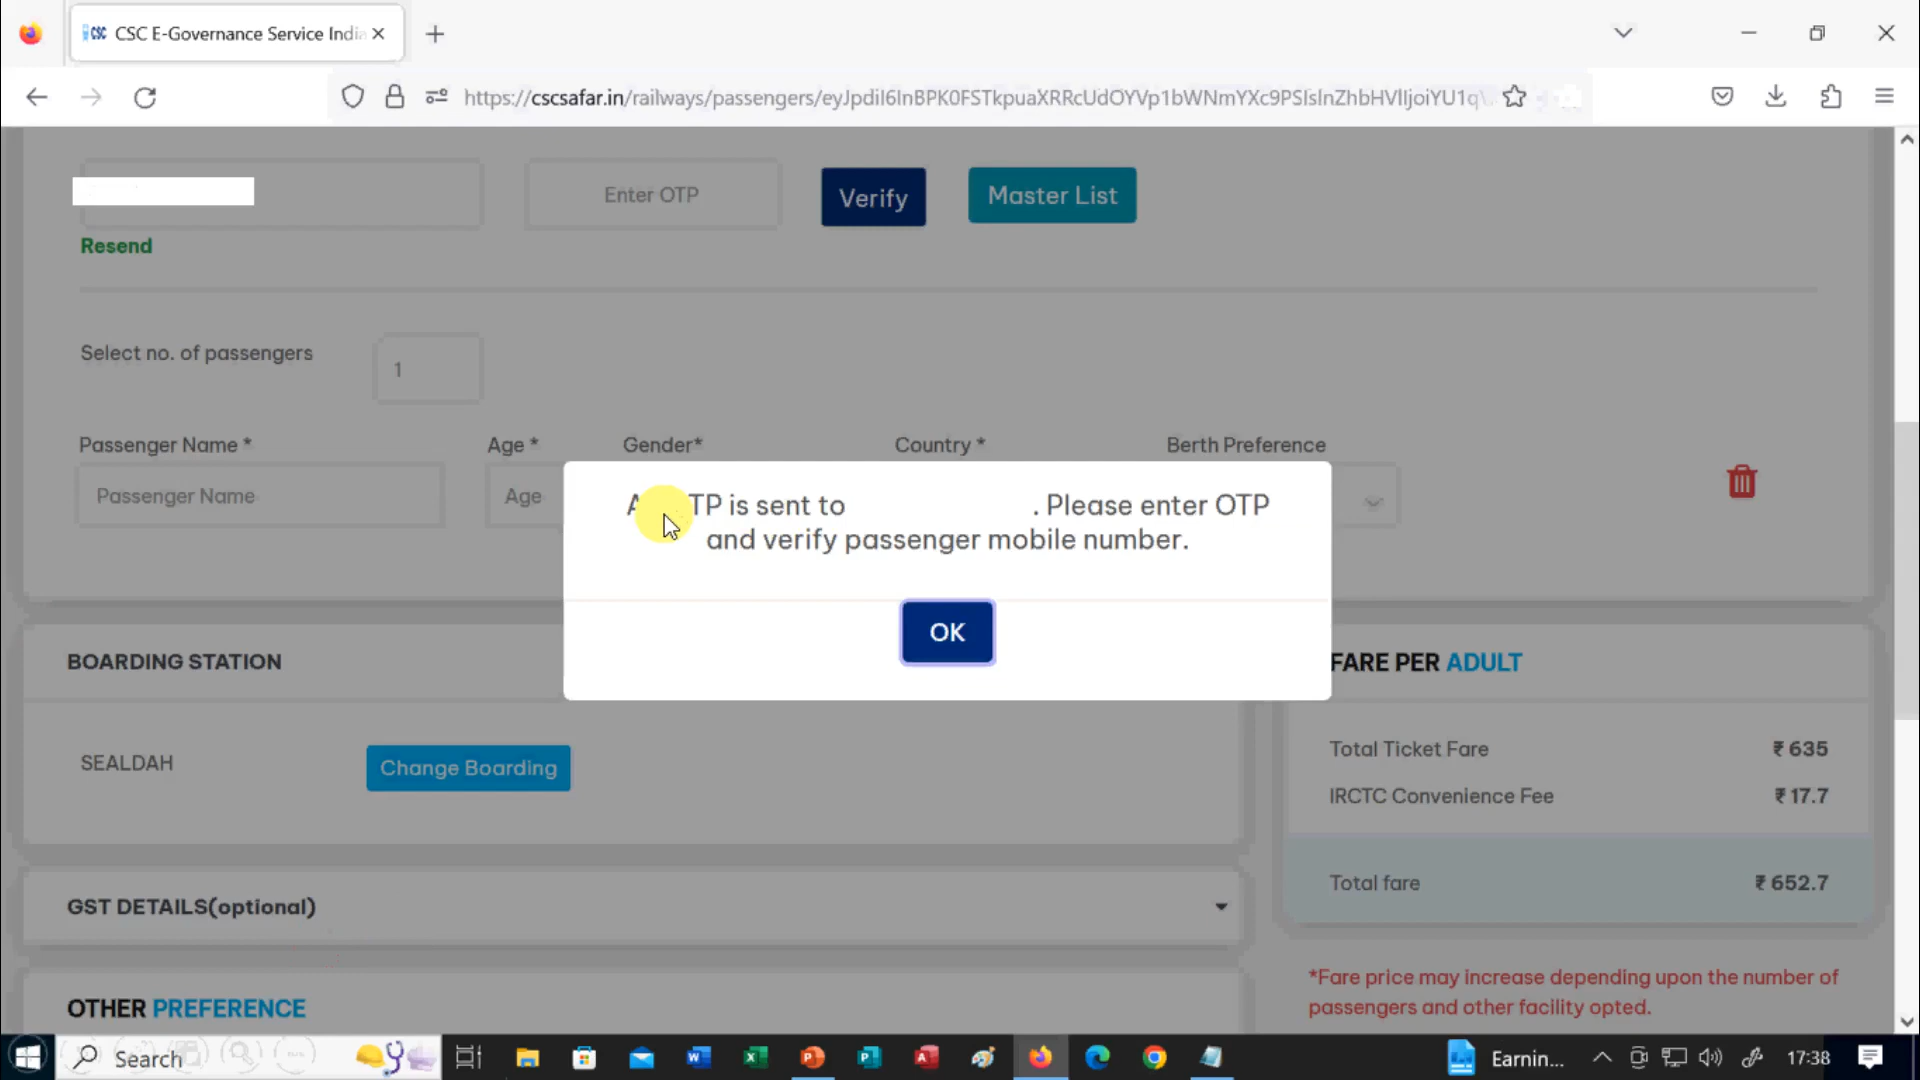 CSC CSC E-Governance Service India
https://cscsafar.in/railways/passengers/
Enter OTP
Verify
Master List
Resend
Select no. of passengers
1
Passenger Name *
Age *
Gender*
Country *
Berth Preference
Passenger Name
Age
TP is sent to . Please enter OTP
and verify passenger mobile number.
OK
BOARDING STATION
SEALDAH
Change Boarding
FARE PER ADULT
Total Ticket Fare
₹ 635
IRCTC Convenience Fee
₹ 17.7
Total fare
₹ 652.7
GST DETAILS(optional)
OTHER PREFERENCE
*Fare price may increase depending upon the number of
passengers and other facility opted.
Search
Earnin...
17:38